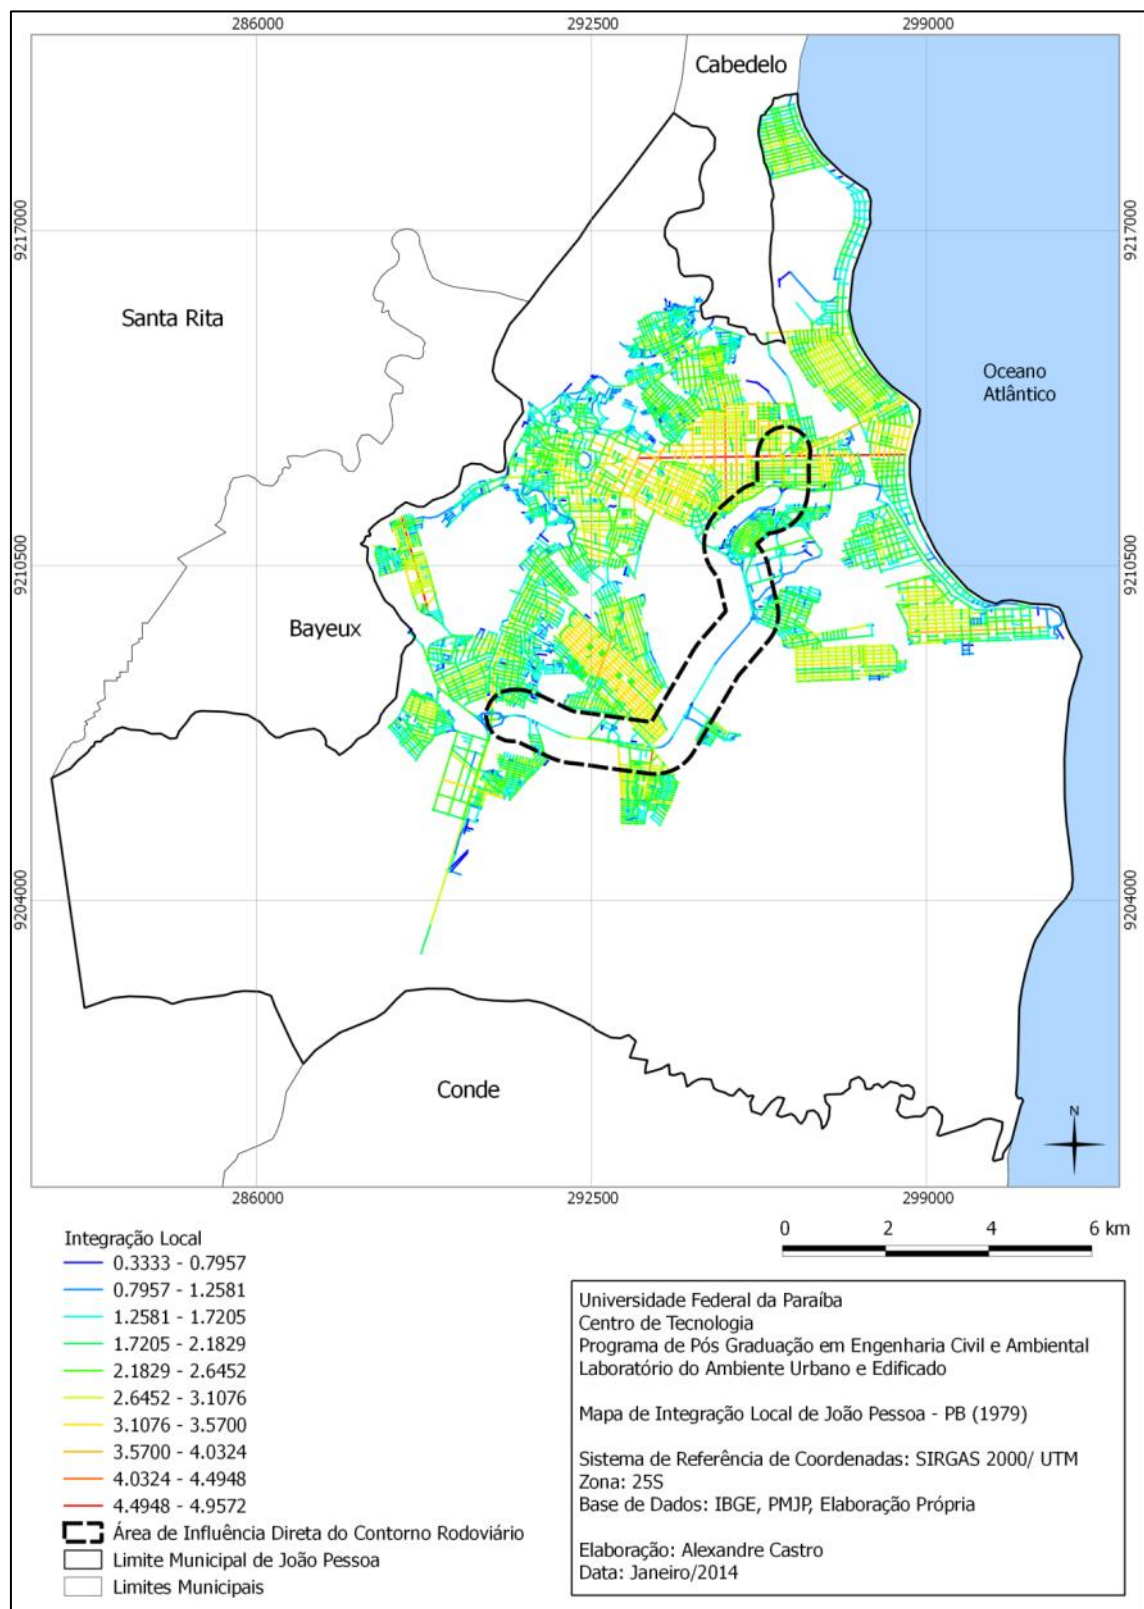 286000
292500
299000
Cabedelo
9217000
9217000
Santa Rita
Oceano
Atlântico
9210500
9210500
Bayeux
9204000
9204000
Conde
N
286000
292500
299000
Integração Local
0.3333 - 0.7957
0.7957 - 1.2581
1.2581 - 1.7205
1.7205 - 2.1829
2.1829 - 2.6452
2.6452 - 3.1076
3.1076 - 3.5700
3.5700 - 4.0324
4.0324 - 4.4948
4.4948 - 4.9572
Área de Influência Direta do Contorno Rodoviário
Limite Municipal de João Pessoa
Limites Municipais
0 2 4 6 km
Universidade Federal da Paraíba
Centro de Tecnologia
Programa de Pós Graduação em Engenharia Civil e Ambiental
Laboratório do Ambiente Urbano e Edificado
Mapa de Integração Local de João Pessoa - PB (1979)
Sistema de Referência de Coordenadas: SIRGAS 2000/ UTM
Zona: 25S
Base de Dados: IBGE, PMJP, Elaboração Própria
Elaboração: Alexandre Castro
Data: Janeiro/2014